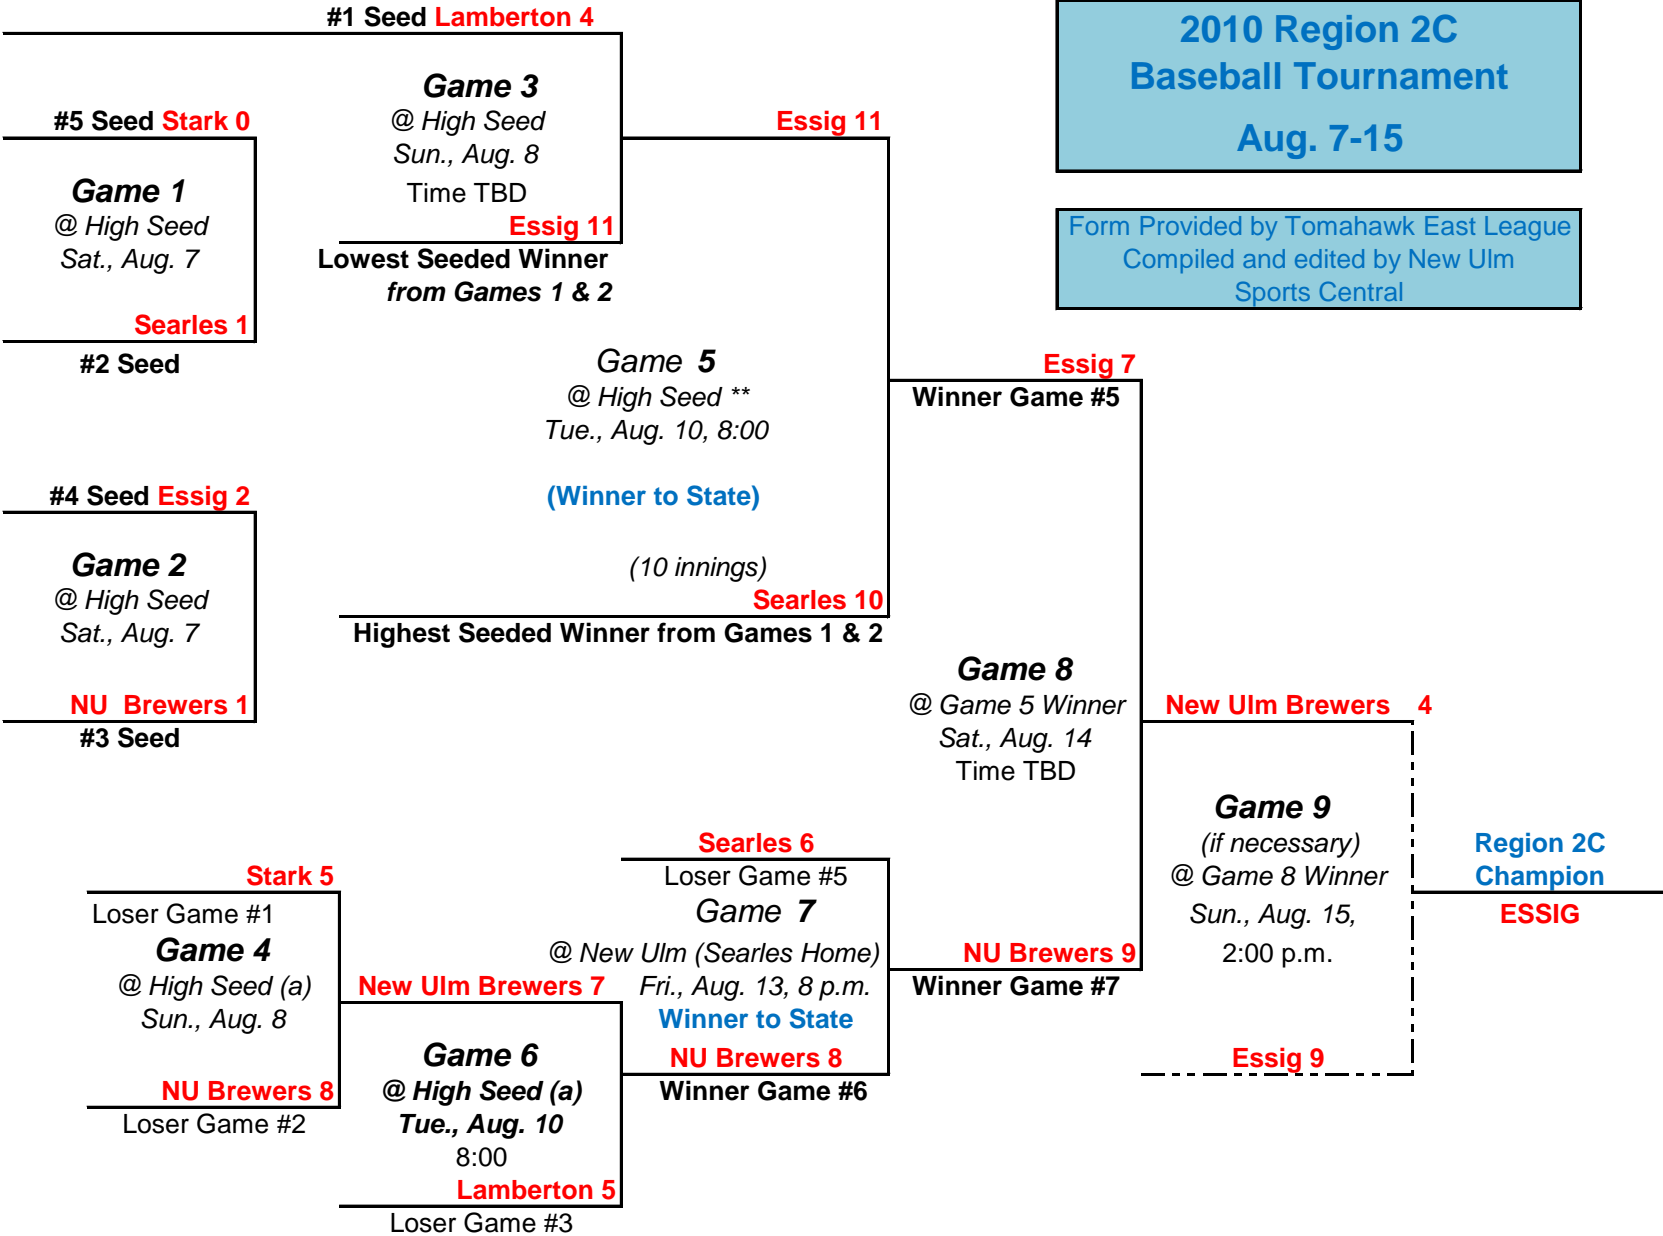 #1 Seed Lamberton 4
2010 Region 2C
Baseball Tournament
Aug. 7-15
Form Provided by Tomahawk East League
Compiled and edited by New Ulm
Sports Central
#5 Seed Stark 0
Game 1
@ High Seed
Sat., Aug. 7
Searles 1
#2 Seed
Game 3
@ High Seed
Sun., Aug. 8
Time TBD
Essig 11
Lowest Seeded Winner
from Games 1 & 2
Essig 11
Game 5
@ High Seed **
Tue., Aug. 10, 8:00
(Winner to State)
(10 innings)
Searles 10
Highest Seeded Winner from Games 1 & 2
#4 Seed Essig 2
Game 2
@ High Seed
Sat., Aug. 7
NU Brewers 1
#3 Seed
Essig 7
Winner Game #5
Game 8
@ Game 5 Winner
Sat., Aug. 14
Time TBD
NU Brewers 9
Winner Game #7
Stark 5
Loser Game #1
Game 4
@ High Seed (a)
Sun., Aug. 8
NU Brewers 8
Loser Game #2
New Ulm Brewers 7
Game 6
@ High Seed (a)
Tue., Aug. 10
8:00
Lamberton 5
Loser Game #3
Searles 6
Loser Game #5
Game 7
@ New Ulm (Searles Home)
Fri., Aug. 13, 8 p.m.
Winner to State
NU Brewers 8
Winner Game #6
New Ulm Brewers 4
Game 9
(if necessary)
@ Game 8 Winner
Sun., Aug. 15,
2:00 p.m.
Essig 9
Region 2C
Champion
ESSIG